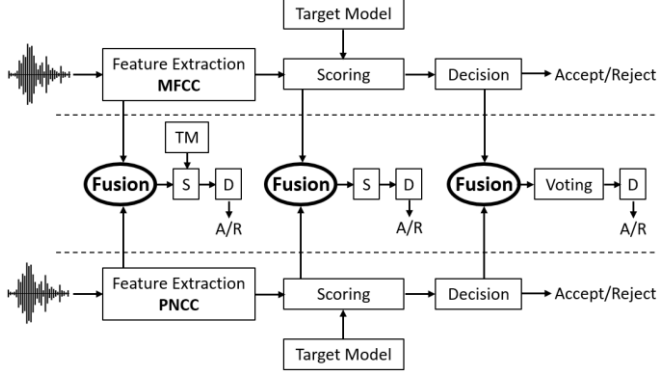 Target Model
Feature Extraction
MFCC
Scoring
Decision
Accept/Reject
TM
Fusion
S
D
A/R
Fusion
S
D
A/R
Fusion
Voting
D
A/R
Feature Extraction
PNCC
Scoring
Decision
Accept/Reject
Target Model